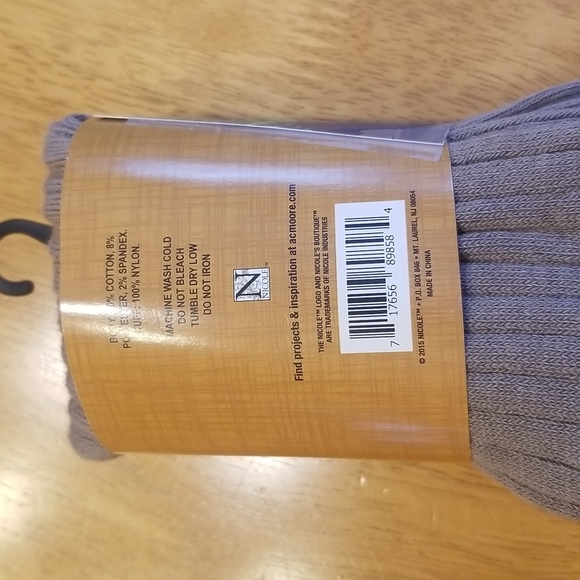 COTTON, 8%
2% SPANDEX.
100% NYLON.
MACHINE WASH COLD
DO NOT BLEACH
TUMBLE DRY LOW
DO NOT IRON
N
NICOLE™
Find projects & inspiration at acmoore.com
THE NICOLE™ LOGO AND NICOLE'S BOUTIQUE™
ARE TRADEMARKS OF NICOLE INDUSTRIES
7 17656 89858 4
© 2015 NICOLE™ • P.O. BOX 846 • MT. LAUREL, NJ 08054
MADE IN CHINA